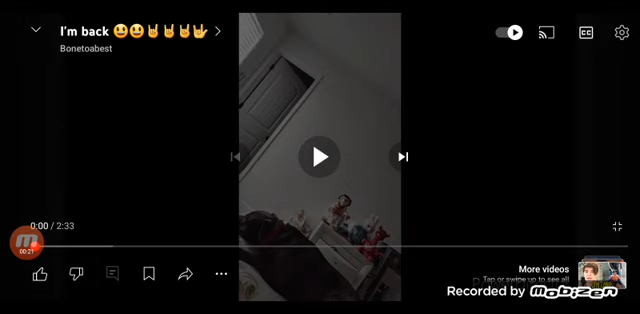 I'm back 😃😃🤘🤘🤘🤟
Bonetoabest
0:00 / 2:33
00:21
More videos
Tap or swipe up to see all
Recorded by MOBIZEN